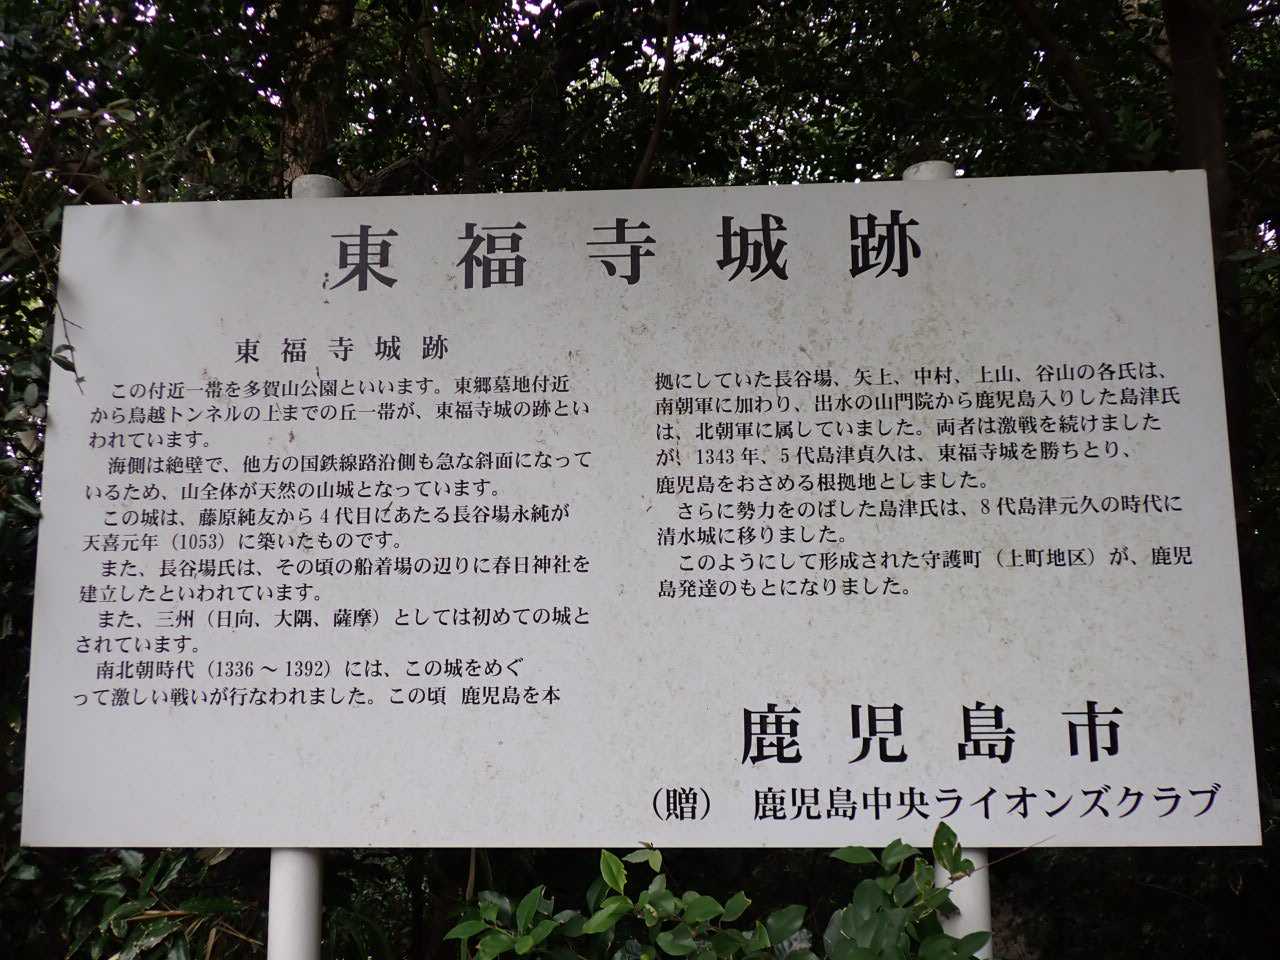 東福寺城跡
東福寺城跡
この付近一帯を多賀山公園といいます。東郷墓地付近
から鳥越トンネルの上までの丘一帯が、東福寺城の跡とい
われています。
海側は絶壁で、他方の国鉄線路沿側も急な斜面になって
いるため、山全体が天然の山城となっています。
この城は、藤原純友から4代目にあたる長谷場永純が
天喜元年（1053）に築いたものです。
また、長谷場氏は、その頃の船着場の辺りに春日神社を
建立したといわれています。
また、三州（日向、大隅、薩摩）としては初めての城と
されています。
南北朝時代（1336～1392）には、この城をめぐ
って激しい戦いが行なわれました。この頃 鹿児島を本
拠にしていた長谷場、矢上、中村、上山、谷山の各氏は、
南朝軍に加わり、出水の山門院から鹿児島入りした島津氏
は、北朝軍に属していました。両者は激戦を続けました
が、1343年、5代島津貞久は、東福寺城を勝ちとり、
鹿児島をおさめる根拠地としました。
さらに勢力をのばした島津氏は、8代島津元久の時代に
清水城に移りました。
このようにして形成された守護町（上町地区）が、鹿児
島発達のもとになりました。
鹿児島市
（贈） 鹿児島中央ライオンズクラブ